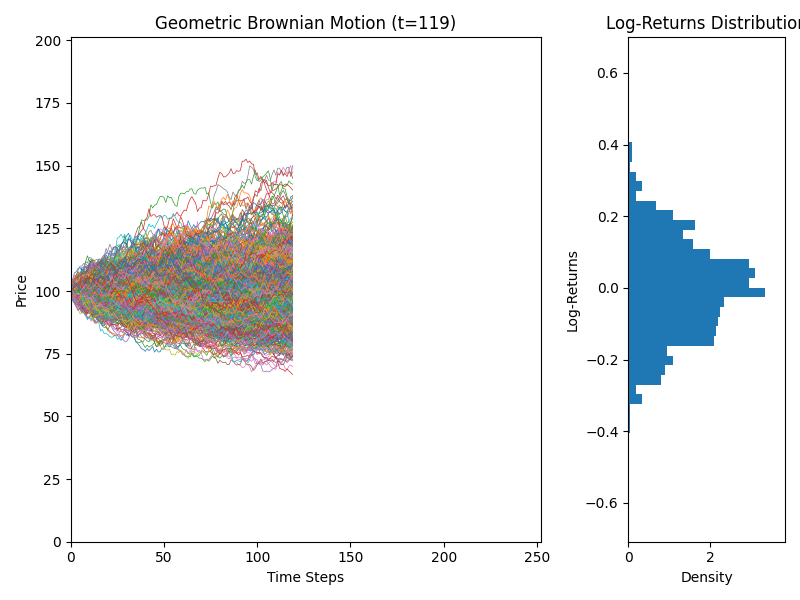 Geometric Brownian Motion (t=119)
200
175
150
125
100
75
50
25
0
0 50 100 150 200 250
Time Steps
Price
Log-Returns Distribution
0.6
0.4
0.2
0.0
−0.2
−0.4
−0.6
0 2
Density
Log-Returns